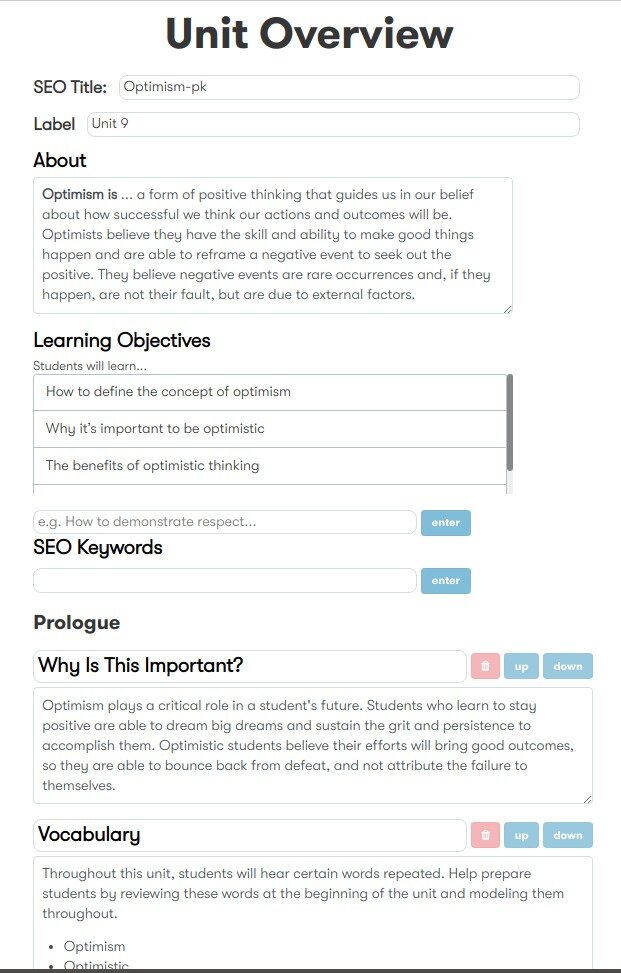 Unit Overview
SEO Title: Optimism-pk
Label Unit 9
About
Optimism is ... a form of positive thinking that guides us in our belief
about how successful we think our actions and outcomes will be.
Optimists believe they have the skill and ability to make good things
happen and are able to reframe a negative event to seek out the
positive. They believe negative events are rare occurrences and, if they
happen, are not their fault, but are due to external factors.
Learning Objectives
Students will learn...
How to define the concept of optimism
Why it’s important to be optimistic
The benefits of optimistic thinking
e.g. How to demonstrate respect... enter
SEO Keywords
enter
Prologue
Why Is This Important? up down
Optimism plays a critical role in a student's future. Students who learn to stay
positive are able to dream big dreams and sustain the grit and persistence to
accomplish them. Optimistic students believe their efforts will bring good outcomes,
so they are able to bounce back from defeat, and not attribute the failure to
themselves.
Vocabulary up down
Throughout this unit, students will hear certain words repeated. Help prepare
students by reviewing these words at the beginning of the unit and modeling them
throughout.
• Optimism
• Optimistic